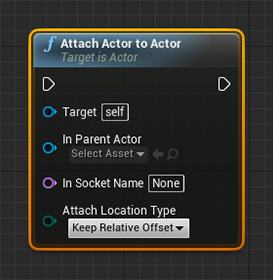 f Attach Actor to Actor
Target is Actor
Target self
In Parent Actor
Select Asset
In Socket Name None
Attach Location Type
Keep Relative Offset